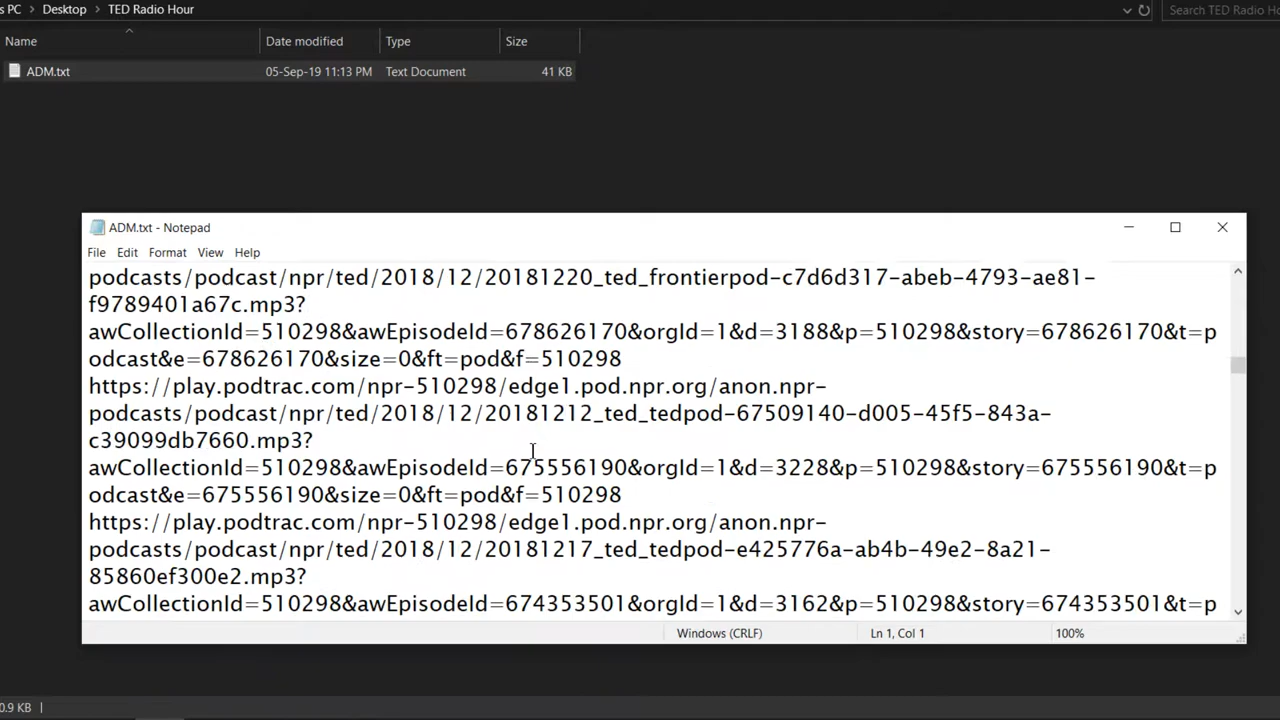 s PC > Desktop > TED Radio Hour
Search TED Radio Ho
Name Date modified Type Size
ADM.txt 05-Sep-19 11:13 PM Text Document 41 KB
ADM.txt - Notepad
File Edit Format View Help
podcasts/podcast/npr/ted/2018/12/20181220_ted_frontierpod-c7d6d317-abeb-4793-ae81-
f9789401a67c.mp3?
awCollectionId=510298&awEpisodeId=678626170&orgId=1&d=3188&p=510298&story=678626170&t=p
odcast&e=678626170&size=0&ft=pod&f=510298
https://play.podtrac.com/npr-510298/edge1.pod.npr.org/anon.npr-
podcasts/podcast/npr/ted/2018/12/20181212_ted_tedpod-67509140-d005-45f5-843a-
c39099db7660.mp3?
awCollectionId=510298&awEpisodeId=675556190&orgId=1&d=3228&p=510298&story=675556190&t=p
odcast&e=675556190&size=0&ft=pod&f=510298
https://play.podtrac.com/npr-510298/edge1.pod.npr.org/anon.npr-
podcasts/podcast/npr/ted/2018/12/20181217_ted_tedpod-e425776a-ab4b-49e2-8a21-
85860ef300e2.mp3?
awCollectionId=510298&awEpisodeId=674353501&orgId=1&d=3162&p=510298&story=674353501&t=p
Windows (CRLF) Ln 1, Col 1 100%
0.9 KB